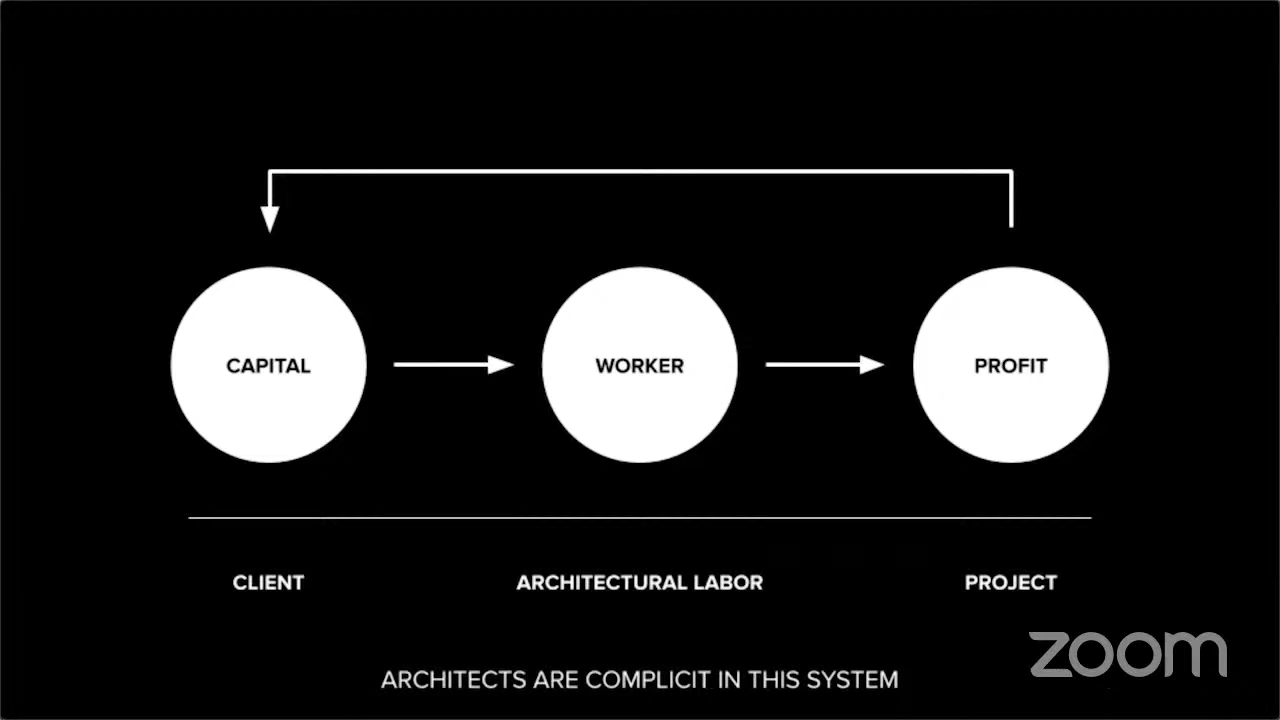 CAPITAL
WORKER
PROFIT
CLIENT
ARCHITECTURAL LABOR
PROJECT
ARCHITECTS ARE COMPLICIT IN THIS SYSTEM
zoom